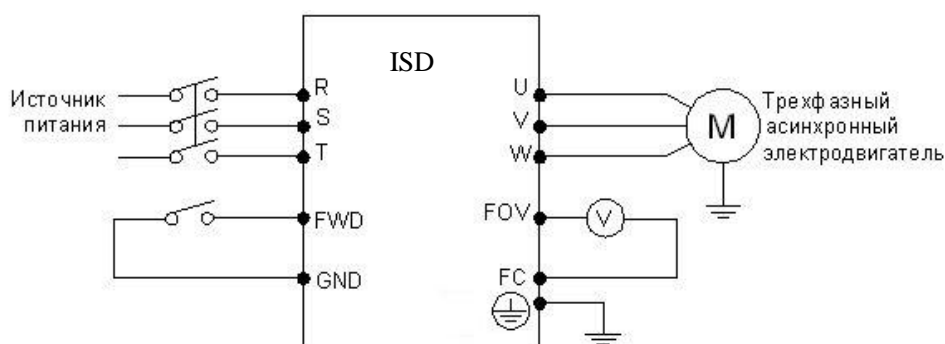 ISD
Источник
питания
R
S
T
FWD
GND
U
V
W
FOV
FC
M
V
Трехфазный
асинхронный
электродвигатель